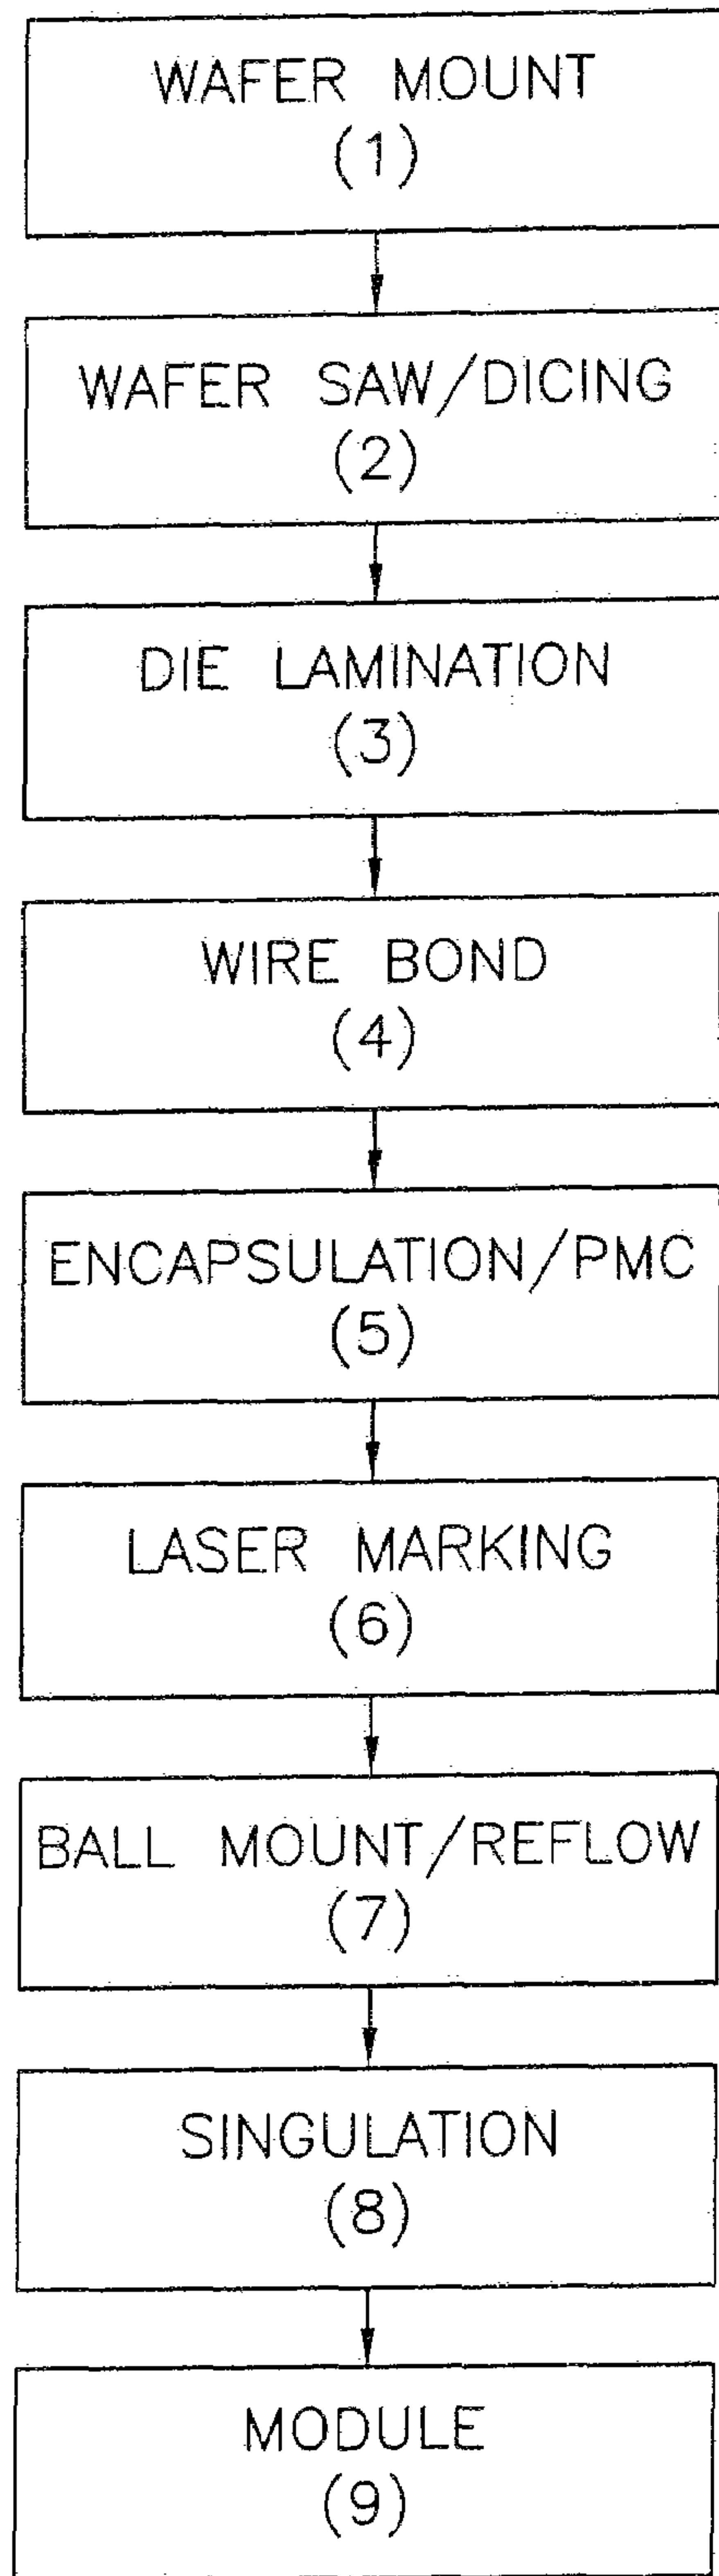 WAFER MOUNT
(1)
WAFER SAW/DICING
(2)
DIE LAMINATION
(3)
WIRE BOND
(4)
ENCAPSULATION/PMC
(5)
LASER MARKING
(6)
BALL MOUNT/REFLOW
(7)
SINGULATION
(8)
MODULE
(9)